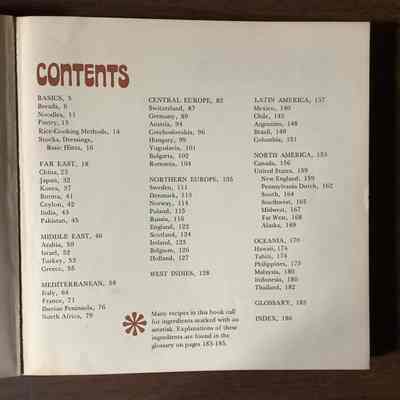 CONTENTS
BASICS, 5
Breads, 6
Noodles, 11
Pastry, 13
Rice-Cooking Methods, 14
Stocks, Dressings,
Basic Hints, 16
FAR EAST, 18
China, 23
Japan, 32
Korea, 37
Burma, 41
Ceylon, 42
India, 43
Pakistan, 45
MIDDLE EAST, 46
Arabia, 50
Israel, 52
Turkey, 53
Greece, 55
MEDITERRANEAN, 58
Italy, 64
France, 71
Iberian Peninsula, 76
North Africa, 79
CENTRAL EUROPE, 82
Switzerland, 87
Germany, 89
Austria, 94
Czechoslovakia, 96
Hungary, 99
Yugoslavia, 101
Bulgaria, 102
Romania, 104
NORTHERN EUROPE, 105
Sweden, 111
Denmark, 113
Norway, 114
Poland, 115
Russia, 116
England, 122
Scotland, 124
Ireland, 125
Belgium, 126
Holland, 127
WEST INDIES, 128
Many recipes in this book call
for ingredients marked with an
asterisk. Explanations of these
ingredients are found in the
glossary on pages 183-185.
LATIN AMERICA, 137
Mexico, 140
Chile, 145
Argentina, 148
Brazil, 149
Columbia, 151
NORTH AMERICA, 153
Canada, 156
United States, 159
New England, 159
Pennsylvania Dutch, 162
South, 164
Southwest, 165
Midwest, 167
Far West, 168
Alaska, 169
OCEANIA, 170
Hawaii, 174
Tahiti, 174
Philippines, 175
Malaysia, 180
Indonesia, 180
Thailand, 182
GLOSSARY, 183
INDEX, 186